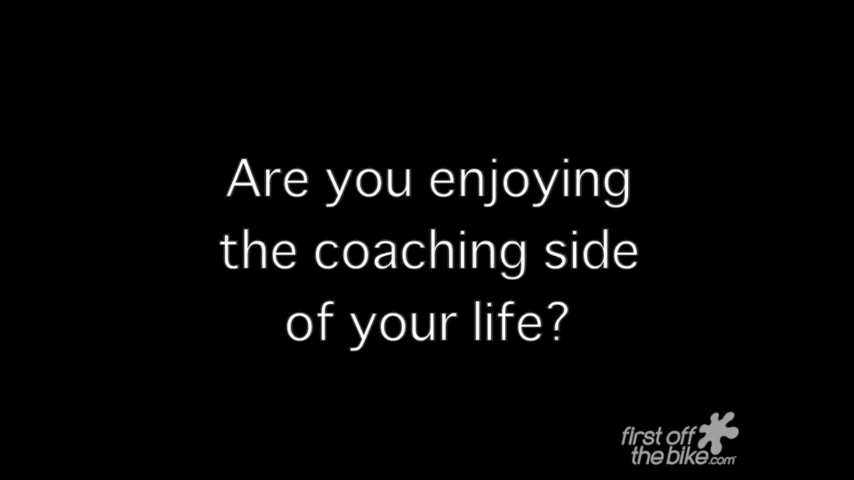 Are you enjoying
the coaching side
of your life?
first off
the bike.com